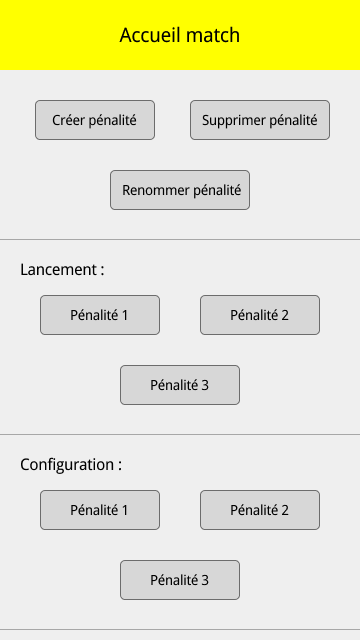 Accueil match
Créer pénalité
Supprimer pénalité
Renommer pénalité
Lancement :
Pénalité 1
Pénalité 2
Pénalité 3
Configuration :
Pénalité 1
Pénalité 2
Pénalité 3